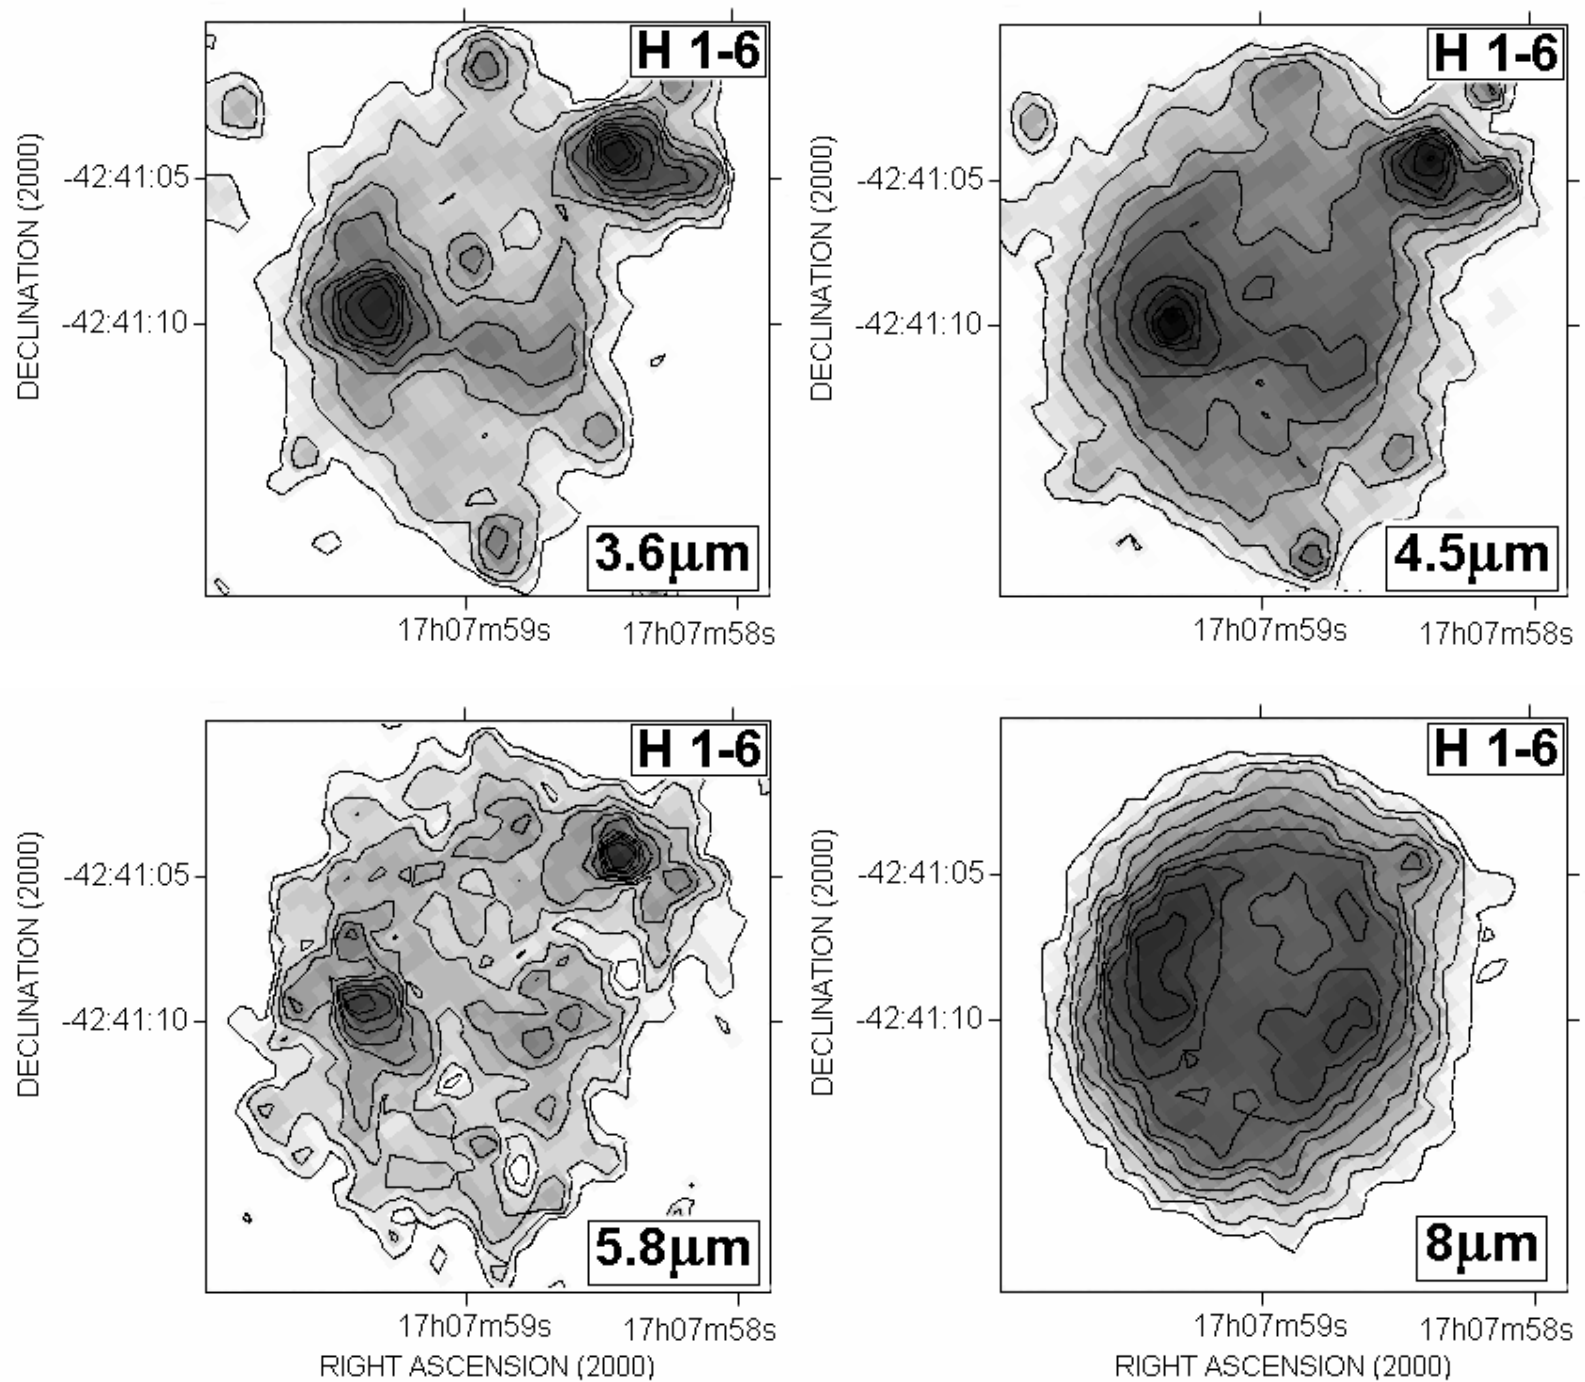 H 1-6
H 1-6
DECLINATION (2000)
-42:41:05
-42:41:10
3.6μm
17h07m59s
17h07m58s
DECLINATION (2000)
-42:41:05
-42:41:10
4.5μm
17h07m59s
17h07m58s
H 1-6
DECLINATION (2000)
-42:41:05
-42:41:10
5.8μm
17h07m59s
17h07m58s
RIGHT ASCENSION (2000)
H 1-6
DECLINATION (2000)
-42:41:05
-42:41:10
8μm
17h07m59s
17h07m58s
RIGHT ASCENSION (2000)